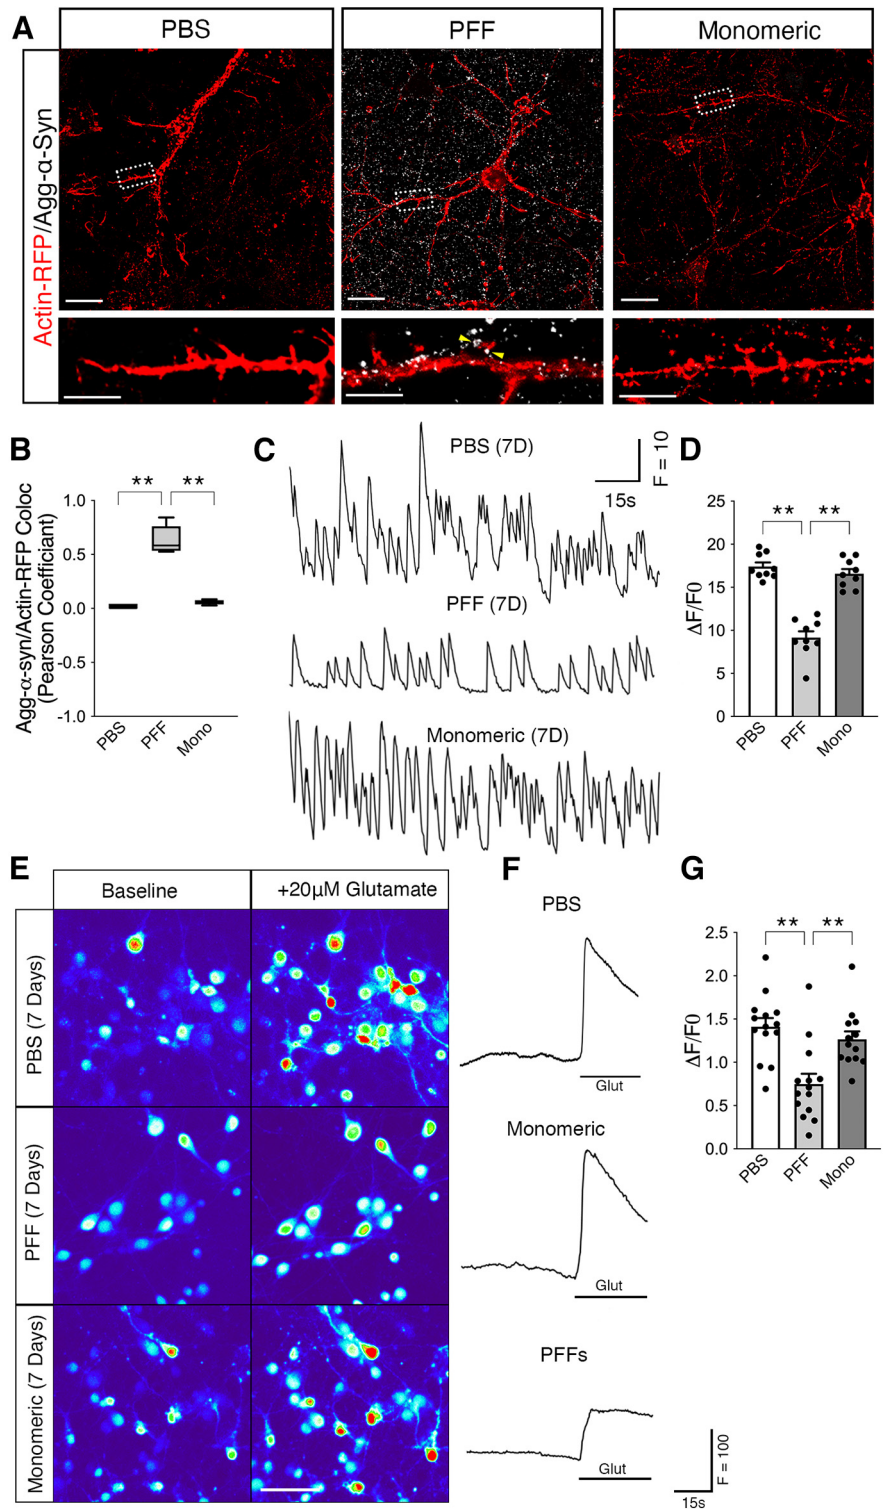 A
PBS
PFF
Monomeric
Actin-RFP/Agg-α-Syn
B
Agg-α-syn/Actin-RFP Coloc
(Pearson Coefficiant)
** **
1.0
0.5
0.0
-0.5
-1.0
PBS
PFF
Mono
C
PBS (7D)
F = 10
15s
PFF (7D)
Monomeric (7D)
D
ΔF/F0
** **
25
20
15
10
5
0
PBS
PFF
Mono
E
Baseline
+20μM Glutamate
PBS (7 Days)
PFF (7 Days)
Monomeric (7 Days)
F
PBS
Glut
Monomeric
Glut
PFFs
Glut
F = 100
15s
G
ΔF/F0
** **
2.5
2.0
1.5
1.0
0.5
0.0
PBS
PFF
Mono